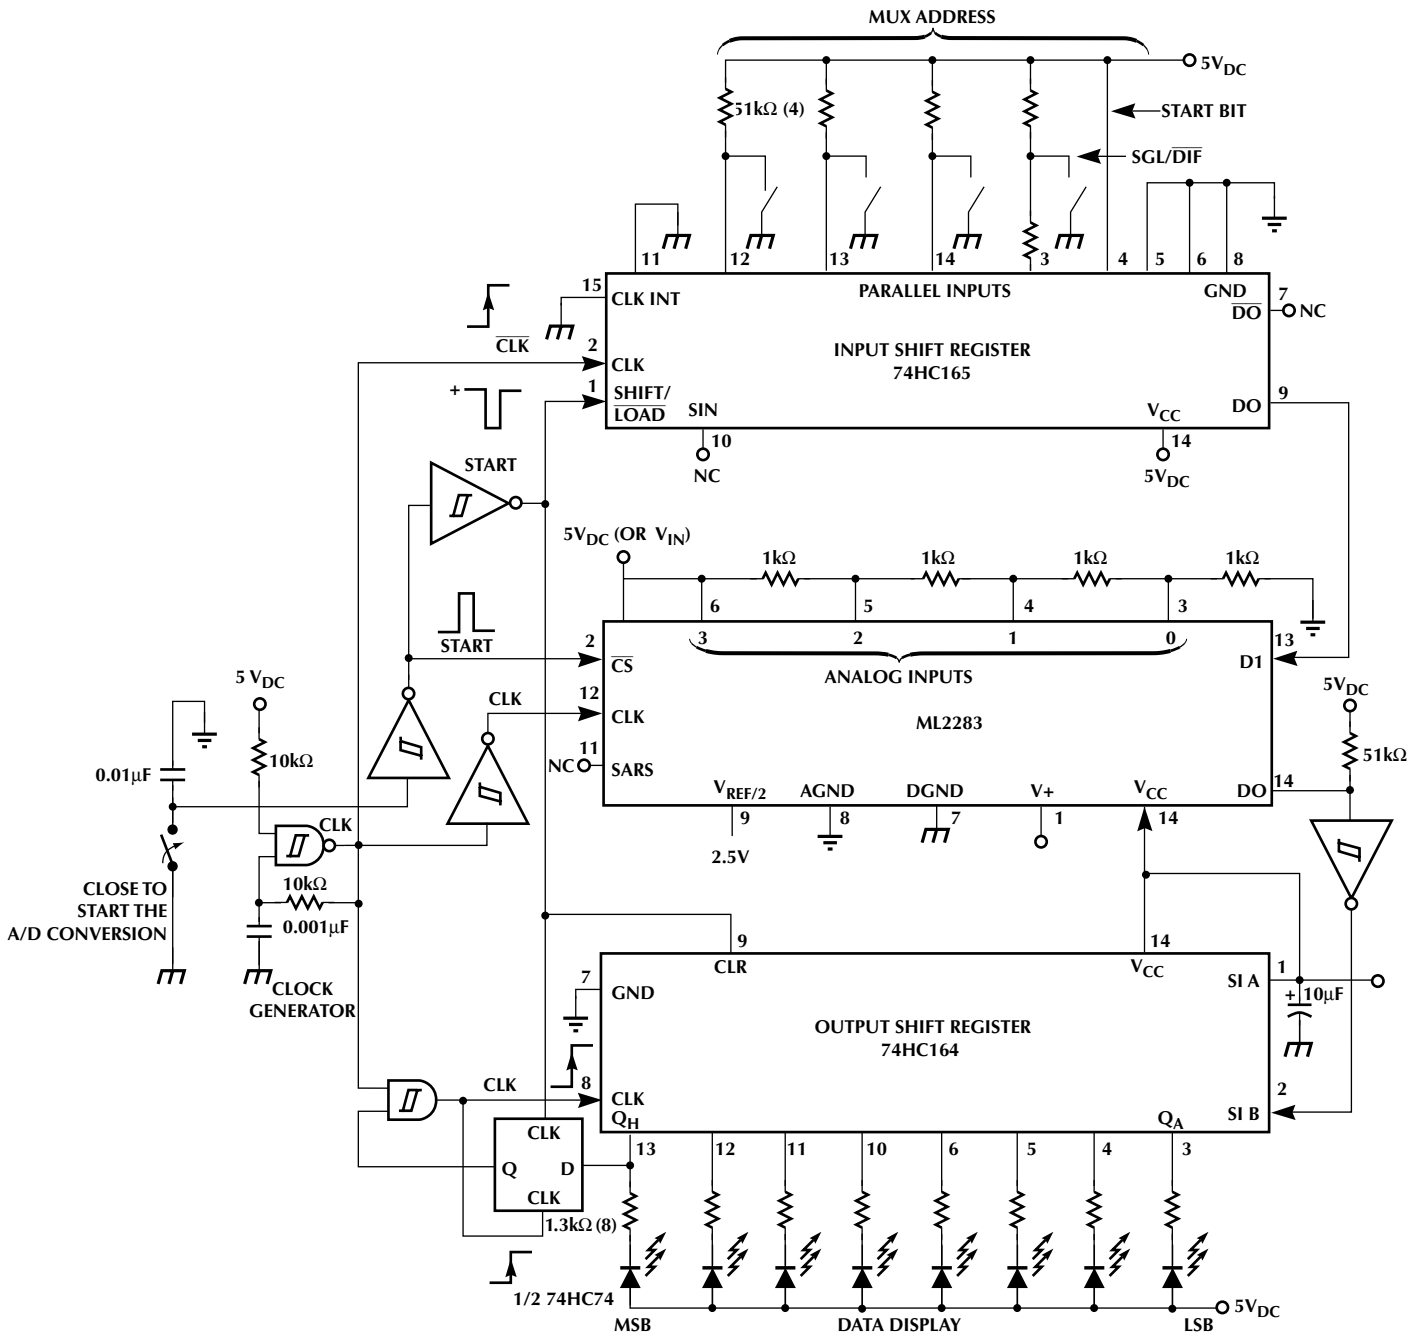 MUX ADDRESS
5VDC
51kΩ (4)
START BIT
SGL/DIF
11
12
13
14
3
4
5
6
8
15
CLK INT
PARALLEL INPUTS
GND
7
DO
NC
CLK
2
CLK
INPUT SHIFT REGISTER
74HC165
+
1
SHIFT/
LOAD
SIN
VCC
DO
9
10
NC
14
5VDC
START
5VDC (OR VIN)
1kΩ
1kΩ
1kΩ
1kΩ
6
5
4
3
START
2
CS
3
2
1
0
ANALOG INPUTS
13
D1
5 VDC
CLK
12
CLK
ML2283
5VDC
10kΩ
0.01µF
NC
11
SARS
51kΩ
VREF/2
AGND
DGND
V+
VCC
DO
14
9
8
7
1
14
2.5V
CLK
CLOSE TO
START THE
A/D CONVERSION
10kΩ
0.001µF
CLOCK
GENERATOR
9
CLR
14
VCC
1
SI A
7
GND
+
10µF
OUTPUT SHIFT REGISTER
74HC164
CLK
8
CLK
QH
QA
2
SI B
CLK
Q
D
CLK
13
12
11
10
6
5
4
3
1.3kΩ (8)
1/2 74HC74
MSB
DATA DISPLAY
LSB
5VDC